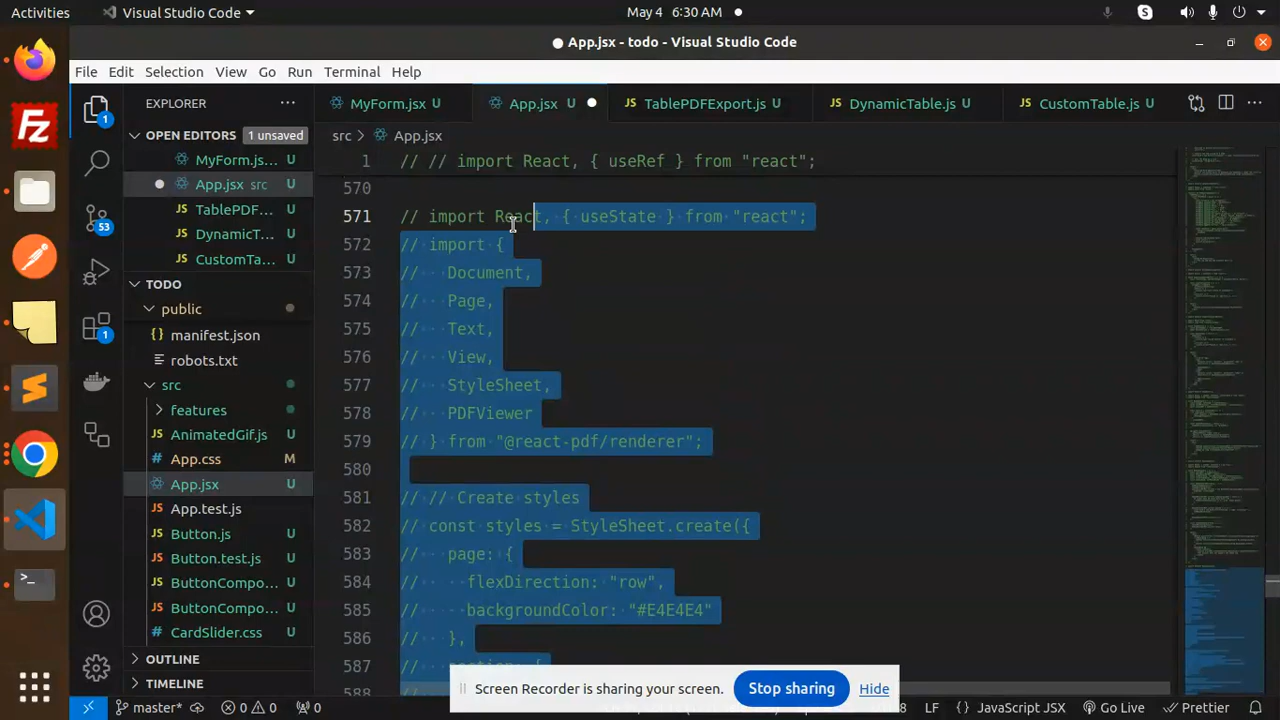 Activities
Visual Studio Code
May 4 6:30 AM
App.jsx - todo - Visual Studio Code
File Edit Selection View Go Run Terminal Help
EXPLORER
MyForm.jsx U
App.jsx U
TablePDFExport.js U
DynamicTable.js U
CustomTable.js U
OPEN EDITORS 1 unsaved
src > App.jsx
MyForm.js... U
App.jsx src U
TablePDF... U
DynamicT... U
CustomTa... U
TODO
public
manifest.json
robots.txt
src
features
AnimatedGif.js U
App.css M
App.jsx U
App.test.js
Button.js U
Button.test.js U
ButtonCompo... U
ButtonCompo... U
CardSlider.css U
OUTLINE
TIMELINE
1 // // import React, { useRef } from "react";
570
571 // import React, { useState } from "react";
572 // import {
573 //   Document,
574 //   Page,
575 //   Text,
576 //   View,
577 //   StyleSheet,
578 //   PDFViewer
579 // } from "@react-pdf/renderer";
580
581 // // Create styles
582 // const styles = StyleSheet.create({
583 //   page: {
584 //     flexDirection: "row",
585 //     backgroundColor: "#E4E4E4"
586 //   },
587 //   section: {
588 //
Screen Recorder is sharing your screen.
Stop sharing
Hide
1
53
1
master*
0 0
0
LF
JavaScript JSX
Go Live
Prettier